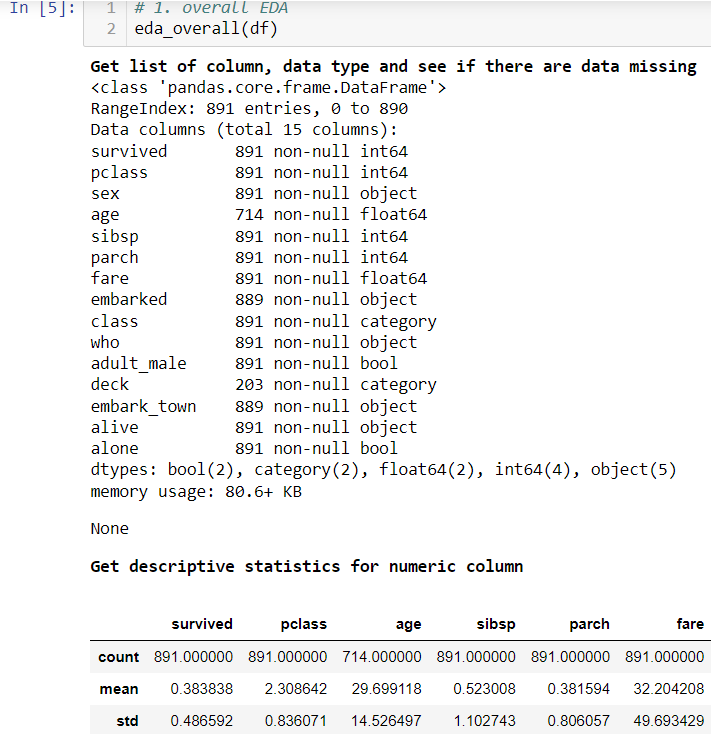 In [5]: 1 # 1. overall EDA
2 eda_overall(df)
Get list of column, data type and see if there are data missing
<class 'pandas.core.frame.DataFrame'>
RangeIndex: 891 entries, 0 to 890
Data columns (total 15 columns):
survived       891 non-null int64
pclass         891 non-null int64
sex            891 non-null object
age            714 non-null float64
sibsp          891 non-null int64
parch          891 non-null int64
fare           891 non-null float64
embarked       889 non-null object
class          891 non-null category
who            891 non-null object
adult_male     891 non-null bool
deck           203 non-null category
embark_town    889 non-null object
alive          891 non-null object
alone          891 non-null bool
dtypes: bool(2), category(2), float64(2), int64(4), object(5)
memory usage: 80.6+ KB
None
Get descriptive statistics for numeric column
survived pclass age sibsp parch fare
count 891.000000 891.000000 714.000000 891.000000 891.000000 891.000000
mean 0.383838 2.308642 29.699118 0.523008 0.381594 32.204208
std 0.486592 0.836071 14.526497 1.102743 0.806057 49.693429